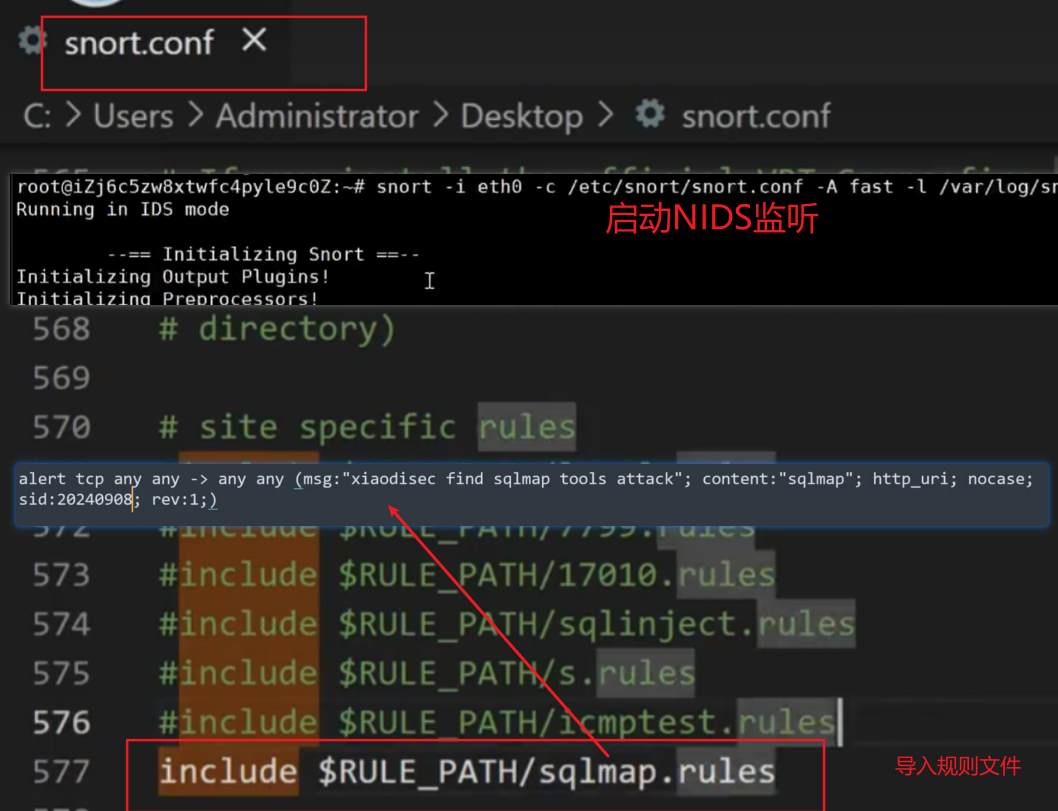 snort.conf
C: > Users > Administrator > Desktop > snort.conf
root@iZj6c5zw8xtwfc4pyle9c0Z:~# snort -i eth0 -c /etc/snort/snort.conf -A fast -l /var/log/sn
Running in IDS mode
启动NIDS监听
--== Initializing Snort ==--
Initializing Output Plugins!
Initializing Preprocessors!
568 # directory)
569
570 # site specific rules
alert tcp any any -> any any (msg:"xiaodisec find sqlmap tools attack"; content:"sqlmap"; http_uri; nocase;
sid:20240908; rev:1;)
572 #include $RULE_PATH/7799.rules
573 #include $RULE_PATH/17010.rules
574 #include $RULE_PATH/sqlinject.rules
575 #include $RULE_PATH/s.rules
576 #include $RULE_PATH/icmptest.rules
577 include $RULE_PATH/sqlmap.rules
导入规则文件